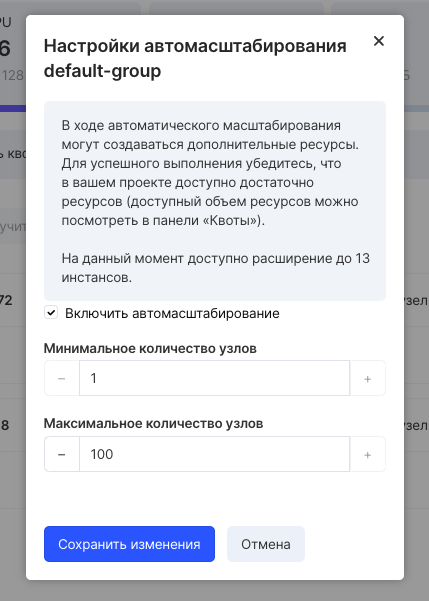 PU
6
128
5
ь кво
учит
72
узел
8
узел
Настройки автомасштабирования
default-group
В ходе автоматического масштабирования
могут создаваться дополнительные ресурсы.
Для успешного выполнения убедитесь, что
в вашем проекте доступно достаточно
ресурсов (доступный объем ресурсов можно
посмотреть в панели «Квоты»).
На данный момент доступно расширение до 13
инстансов.
Включить автомасштабирование
Минимальное количество узлов
− 1 +
Максимальное количество узлов
− 100 +
Сохранить изменения Отмена